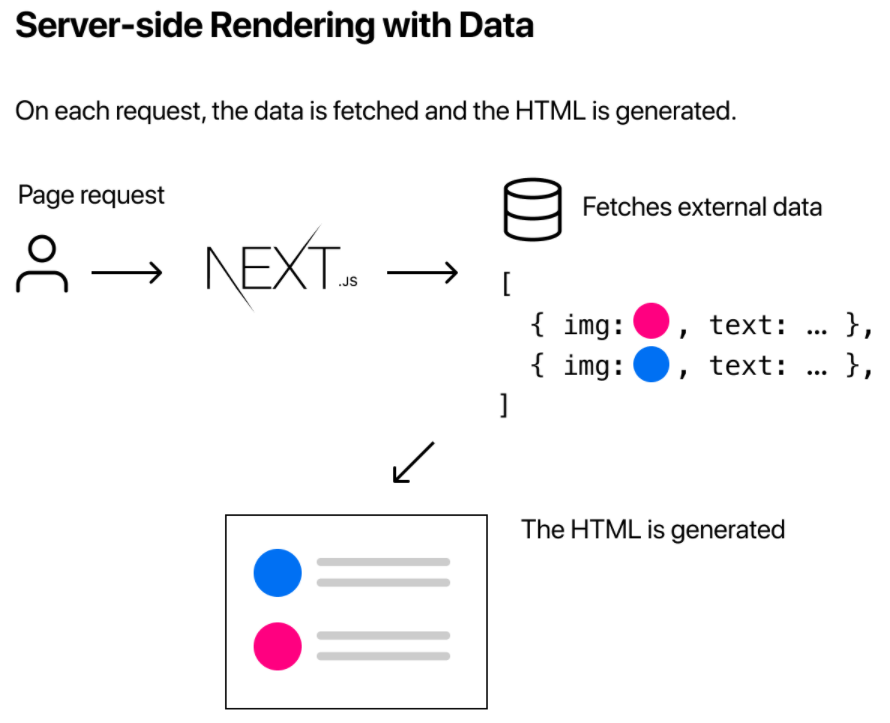 Server-side Rendering with Data
On each request, the data is fetched and the HTML is generated.
Page request
NEXT.JS
Fetches external data
[
{ img: , text: … },
{ img: , text: … },
]
The HTML is generated